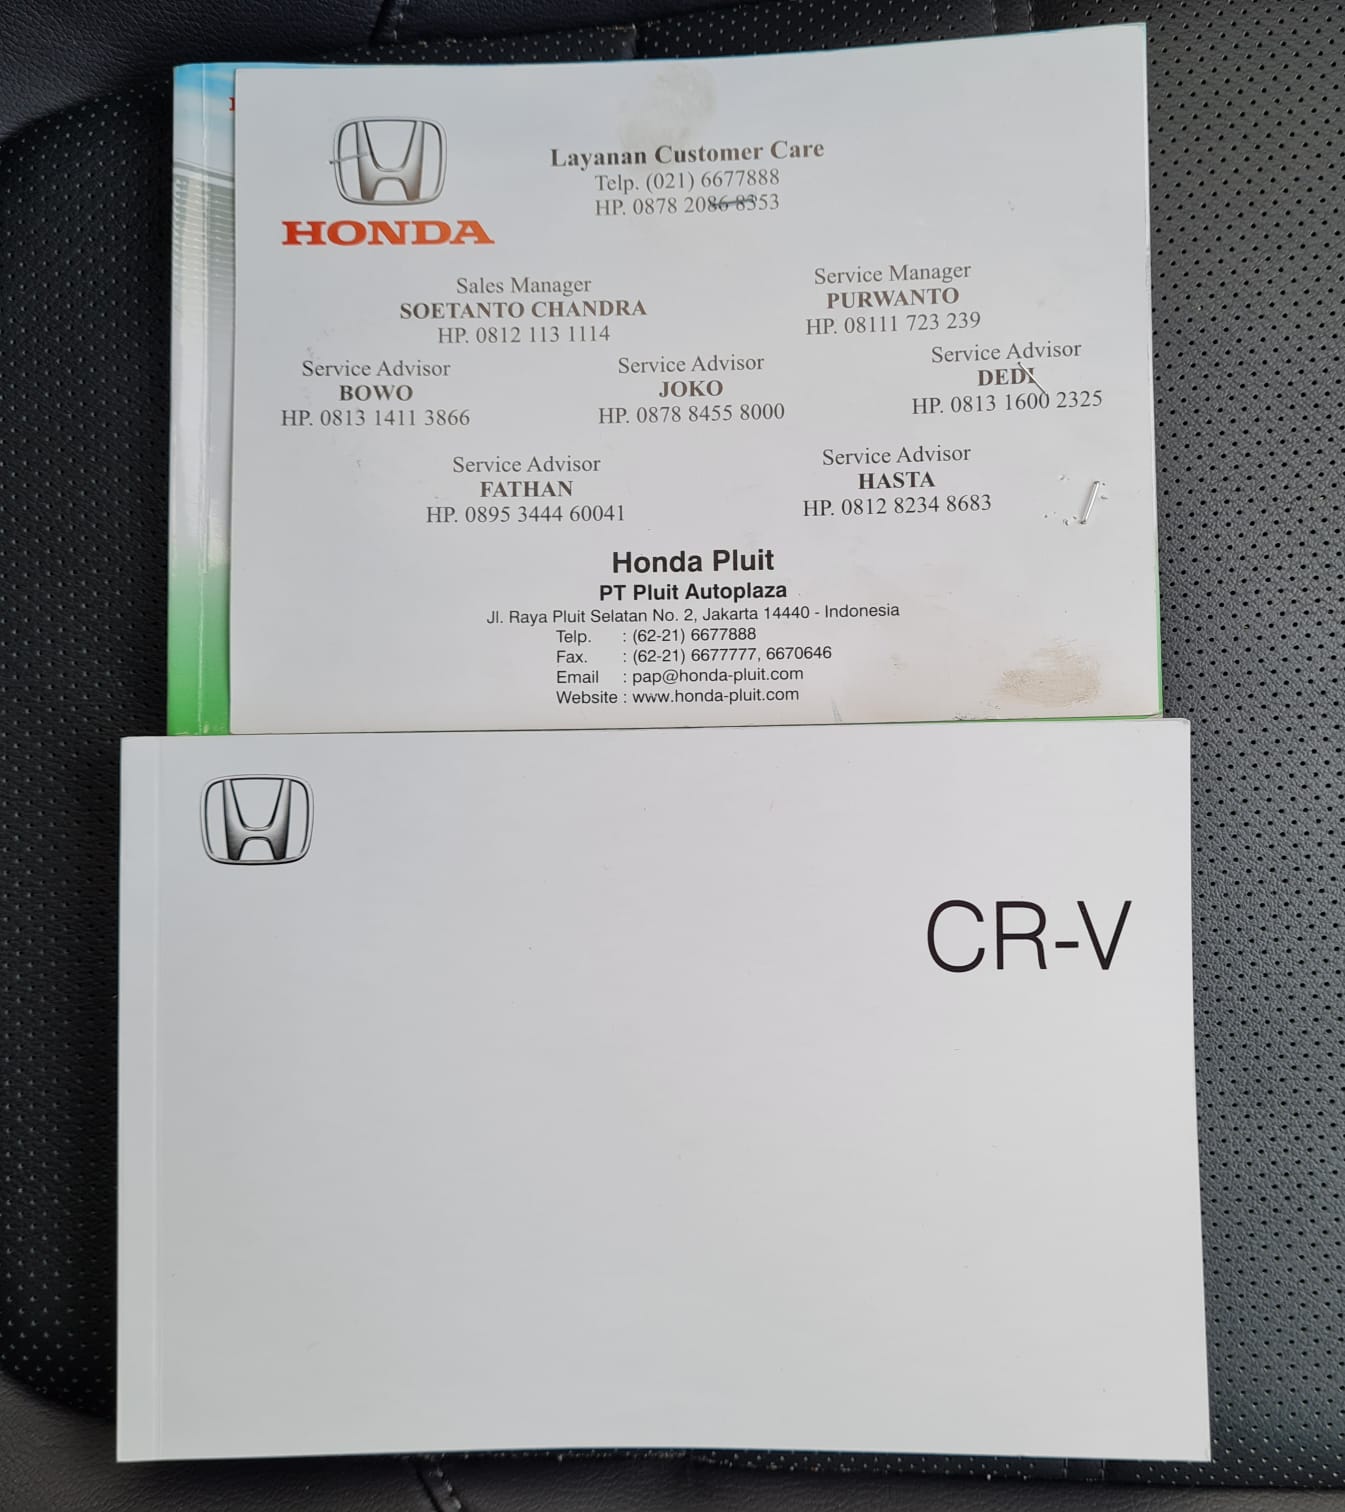 Layanan Customer Care
Telp. (021) 6677888
HP. 0878 2086 8353
HONDA
Sales Manager
SOETANTO CHANDRA
HP. 0812 113 1114
Service Manager
PURWANTO
HP. 08111 723 239
Service Advisor
BOWO
HP. 0813 1411 3866
Service Advisor
JOKO
HP. 0878 8455 8000
Service Advisor
DEDI
HP. 0813 1600 2325
Service Advisor
FATHAN
HP. 0895 3444 60041
Service Advisor
HASTA
HP. 0812 8234 8683
Honda Pluit
PT Pluit Autoplaza
Jl. Raya Pluit Selatan No. 2, Jakarta 14440 - Indonesia
Telp. : (62-21) 6677888
Fax. : (62-21) 6677777, 6670646
Email : pap@honda-pluit.com
Website : www.honda-pluit.com
CR-V